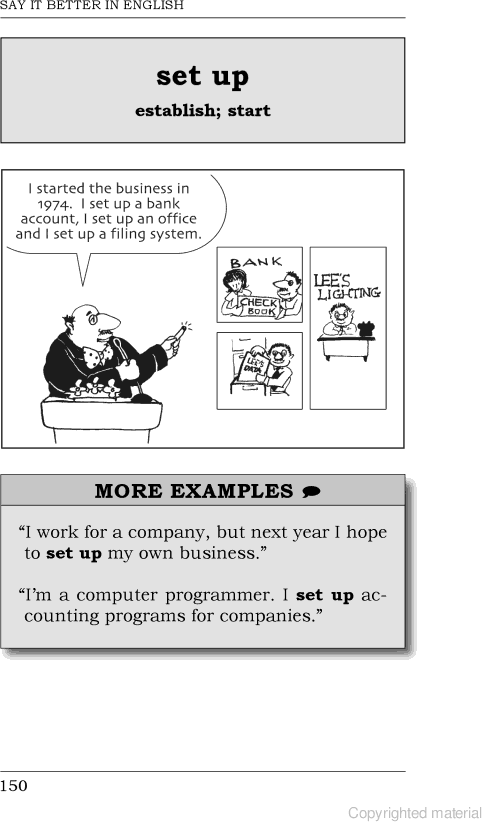 SAY IT BETTER IN ENGLISH
set up
establish; start
I started the business in
1974. I set up a bank
account, I set up an office
and I set up a filing system.
BANK
CHECK
BOOK
LEE'S
LIGHTING
LEE'S
DATA
MORE EXAMPLES
“I work for a company, but next year I hope
to set up my own business.”
“I’m a computer programmer. I set up ac-
counting programs for companies.”
150
Copyrighted material